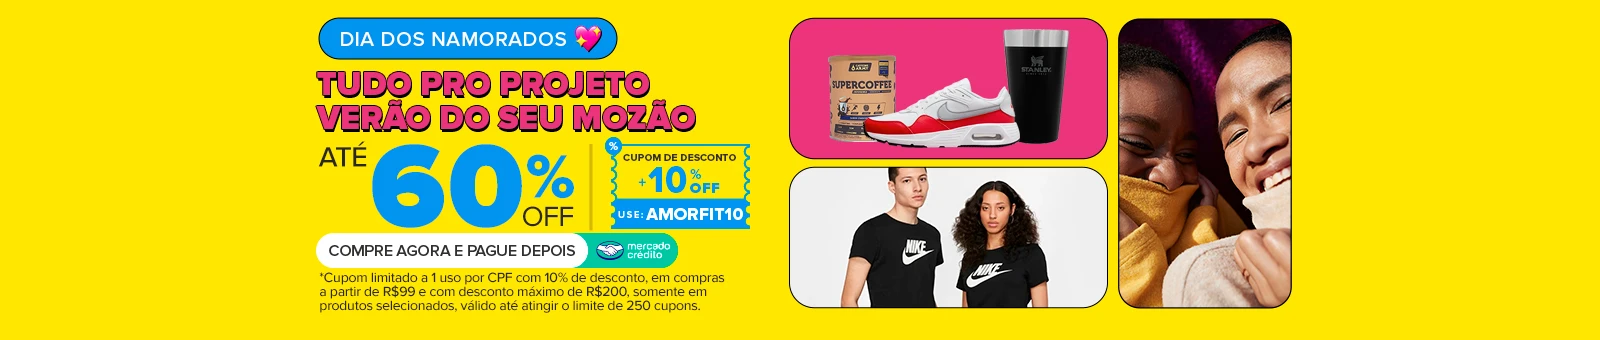 DIA DOS NAMORADOS
TUDO PRO PROJETO
VERÃO DO SEU MOZÃO
ATÉ
60%
OFF
%
CUPOM DE DESCONTO
+10%
OFF
USE: AMORFIT10
COMPRE AGORA E PAGUE DEPOIS
mercado
crédito
*Cupom limitado a 1 uso por CPF com 10% de desconto, em compras
a partir de R$99 e com desconto máximo de R$200, somente em
produtos selecionados, válido até atingir o limite de 250 cupons.
SUPERCOFFEE
STANLEY
NIKE
NIKE